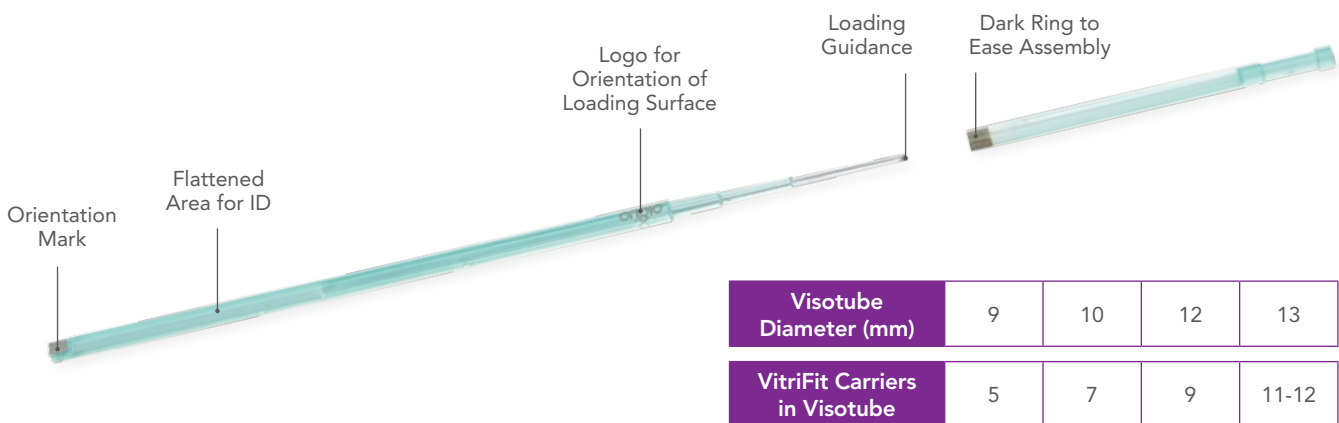 Loading
Guidance
Dark Ring to
Ease Assembly
Logo for
Orientation of
Loading Surface
Flattened
Area for ID
Orientation
Mark
origio
Visotube
Diameter (mm) 9 10 12 13
VitriFit Carriers
in Visotube 5 7 9 11-12